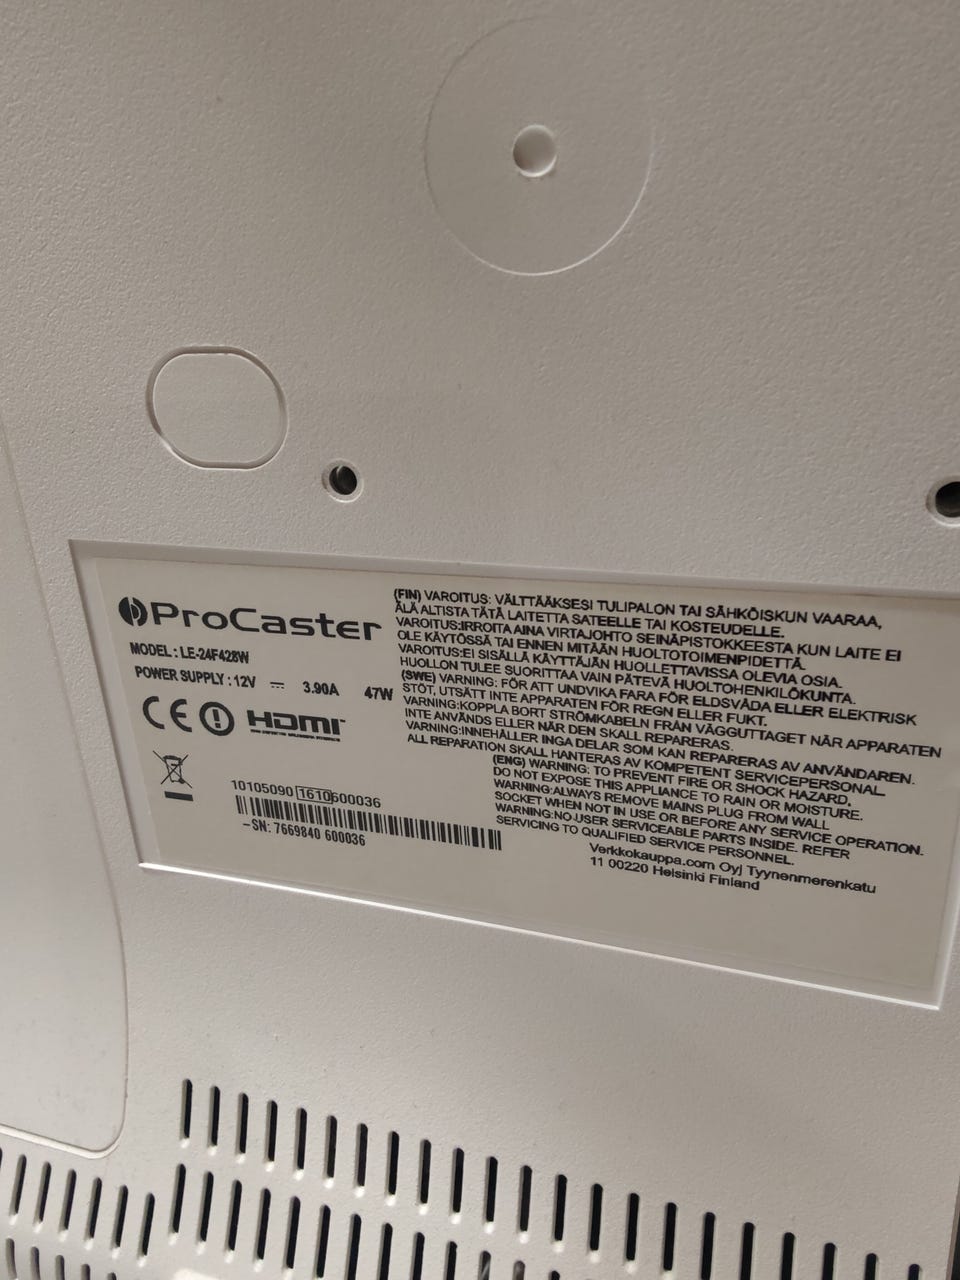 ProCaster
MODEL : LE-24F428W
POWER SUPPLY : 12V 3.90A 47W
CE HDMI
10105090 1610 600036
-SN: 7669840 600036
(FIN) VAROITUS: VÄLTTÄÄKSESI TULIPALON TAI SÄHKÖISKUN VAARAA,
ÄLÄ ALTISTA TÄTÄ LAITETTA SATEELLE TAI KOSTEUDELLE.
VAROITUS:IRROITA AINA VIRTAJOHTO SEINÄPISTOKKEESTA KUN LAITE EI
OLE KÄYTÖSSÄ TAI ENNEN MITÄÄN HUOLTOTOIMENPIDETTÄ.
VAROITUS:EI SISÄLLÄ KÄYTTÄJÄN HUOLLETTAVISSA OLEVIA OSIA.
HUOLLON TULEE SUORITTAA VAIN PÄTEVÄ HUOLTOHENKILÖKUNTA.
(SWE) VARNING: FÖR ATT UNDVIKA FARA FÖR ELDSVÅDA ELLER ELEKTRISK
STÖT, UTSÄTT INTE APPARATEN FÖR REGN ELLER FUKT.
VARNING:KOPPLA BORT STRÖMKABELN FRÅN VÄGGUTTAGET NÄR APPARATEN
INTE ANVÄNDS ELLER NÄR DEN SKALL REPARERAS.
VARNING:INNEHÅLLER INGA DELAR SOM KAN REPARERAS AV ANVÄNDAREN.
ALL REPARATION SKALL HANTERAS AV KOMPETENT SERVICEPERSONAL.
(ENG) WARNING: TO PREVENT FIRE OR SHOCK HAZARD,
DO NOT EXPOSE THIS APPLIANCE TO RAIN OR MOISTURE.
WARNING:ALWAYS REMOVE MAINS PLUG FROM WALL
SOCKET WHEN NOT IN USE OR BEFORE ANY SERVICE OPERATION.
WARNING:NO USER SERVICEABLE PARTS INSIDE. REFER
SERVICING TO QUALIFIED SERVICE PERSONNEL.
Verkkokauppa.com Oyj Tyynenmerenkatu
11 00220 Helsinki Finland